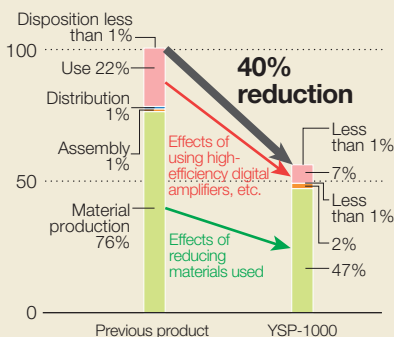 Disposition less
than 1%
100
Use 22%
40%
reduction
Distribution
1%
Less
than 1%
Effects of
using high-
efficiency digital
amplifiers, etc.
Assembly
1%
7%
50
Less
than 1%
Material
production
76%
2%
Effects of
reducing
materials used
47%
0
Previous product
YSP-1000